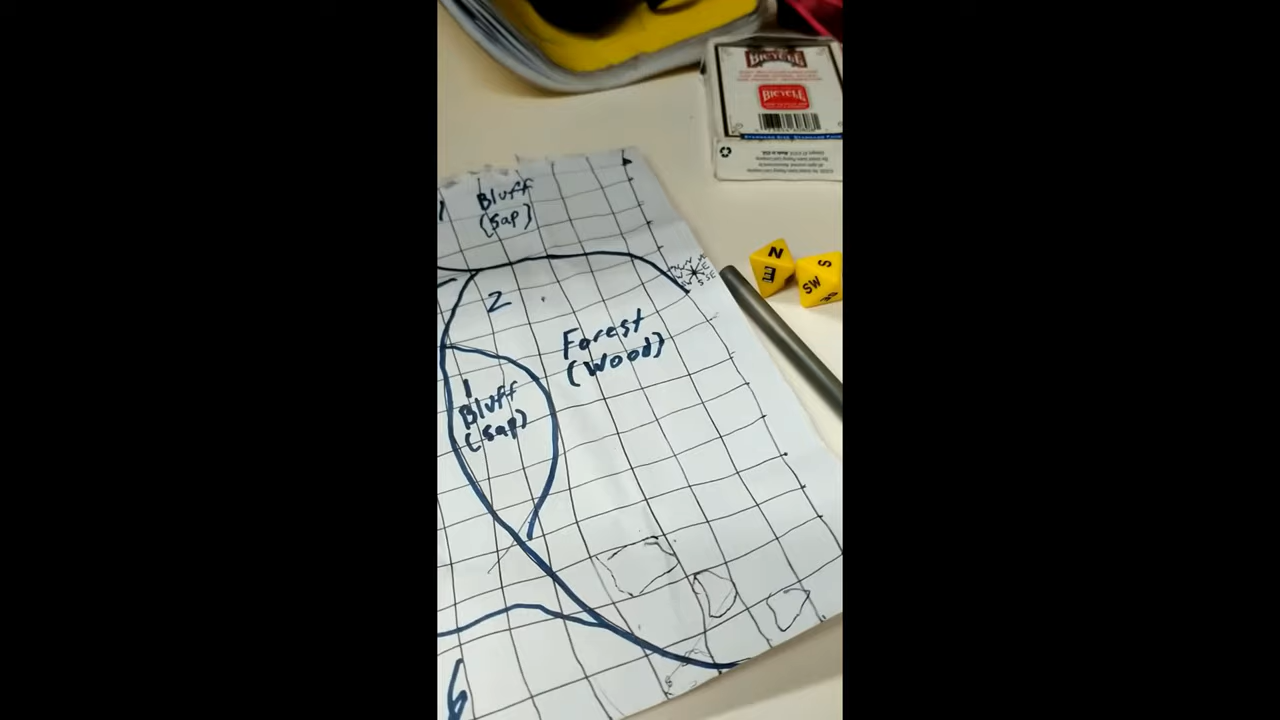 BICYCLE
BICYCLE
Bluff
(Sap)
N
E
S
SW
2
Forest
(Wood)
1
Bluff
(Sap)
6